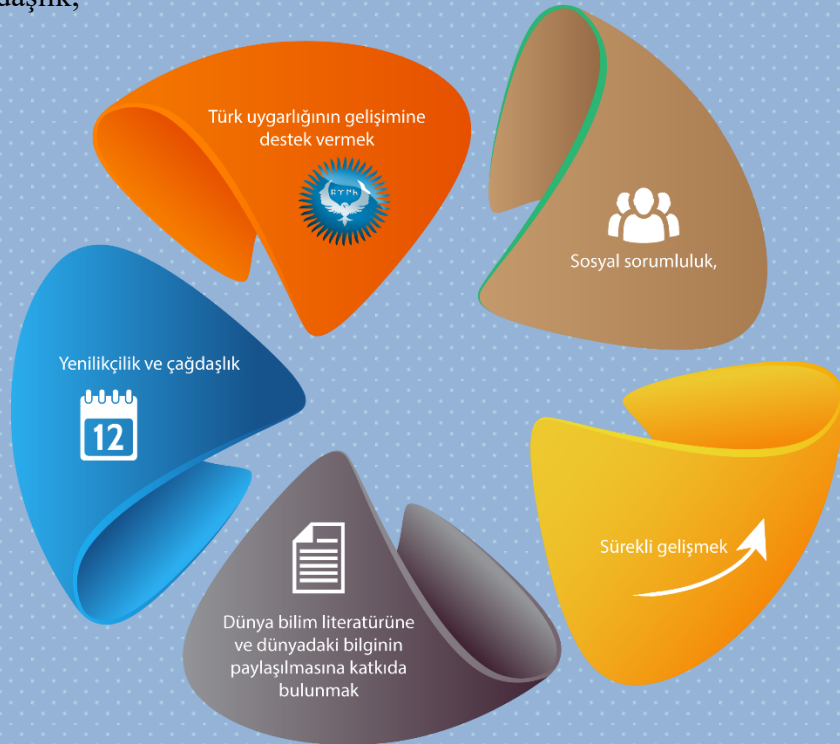 daşlık,
Türk uygarlığının gelişimine
destek vermek
Sosyal sorumluluk,
Yenilikçilik ve çağdaşlık
12
Sürekli gelişmek
Dünya bilim literatürüne
ve dünyadaki bilginin
paylaşılmasına katkıda
bulunmak